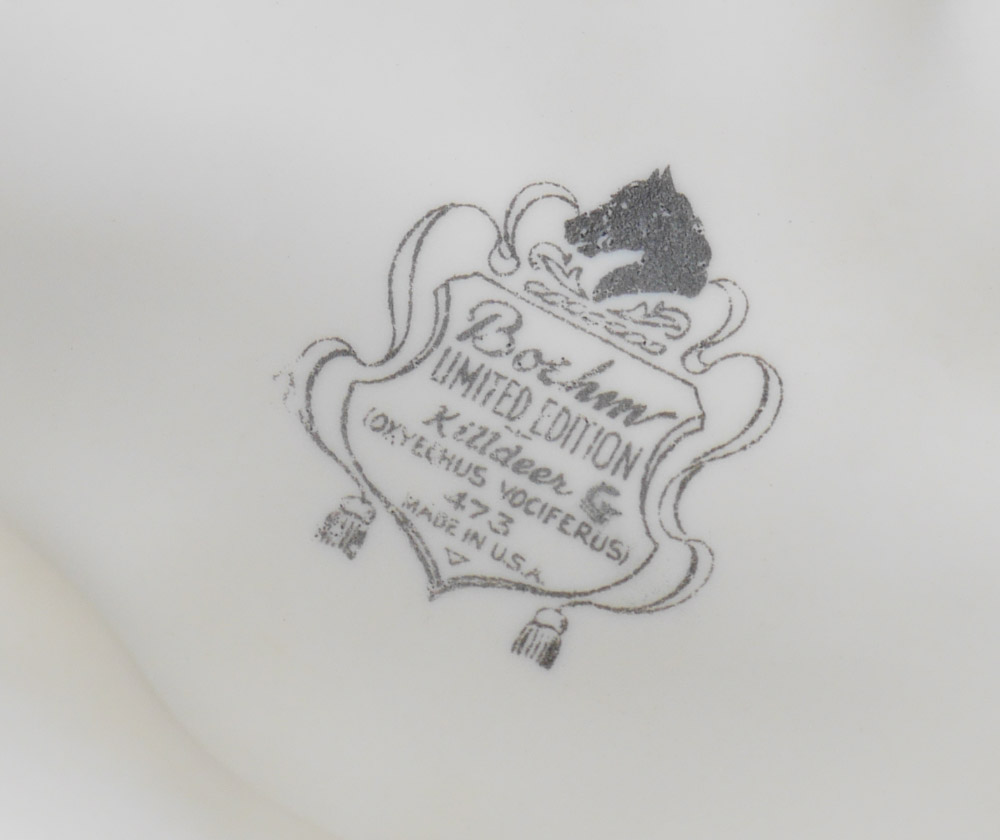 Boehm
LIMITED EDITION
Killdeer G
(OXYECHUS VOCIFERUS)
473
MADE IN U.S.A.